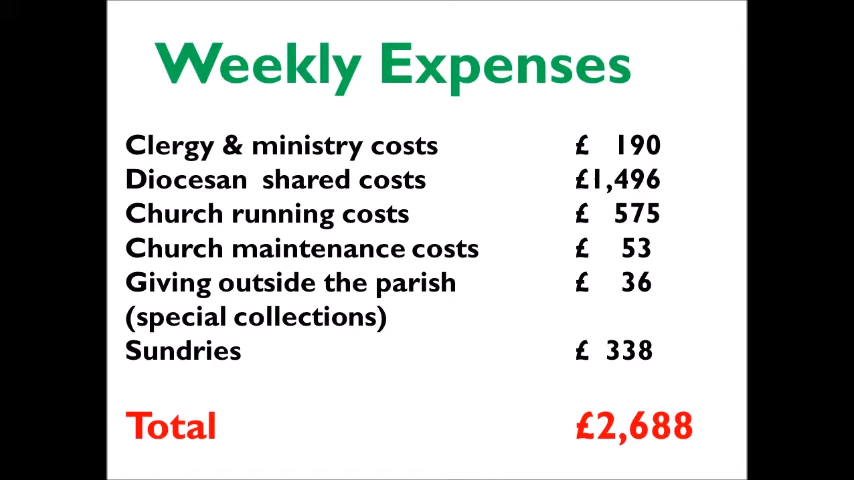 Weekly Expenses
Clergy & ministry costs £ 190
Diocesan shared costs £1,496
Church running costs £ 575
Church maintenance costs £ 53
Giving outside the parish £ 36
(special collections)
Sundries £ 338
Total £2,688